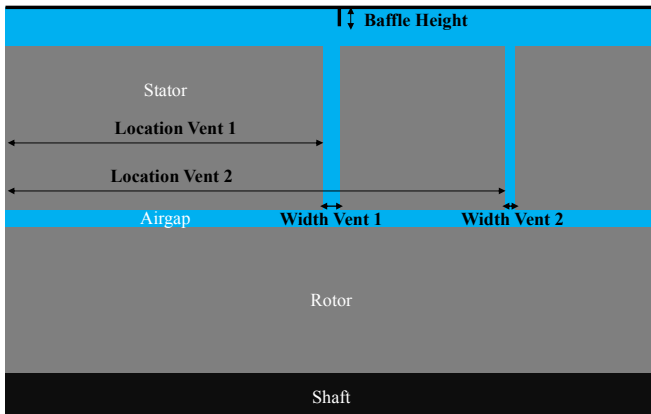 Baffle Height
Stator
Location Vent 1
Location Vent 2
Airgap
Width Vent 1
Width Vent 2
Rotor
Shaft